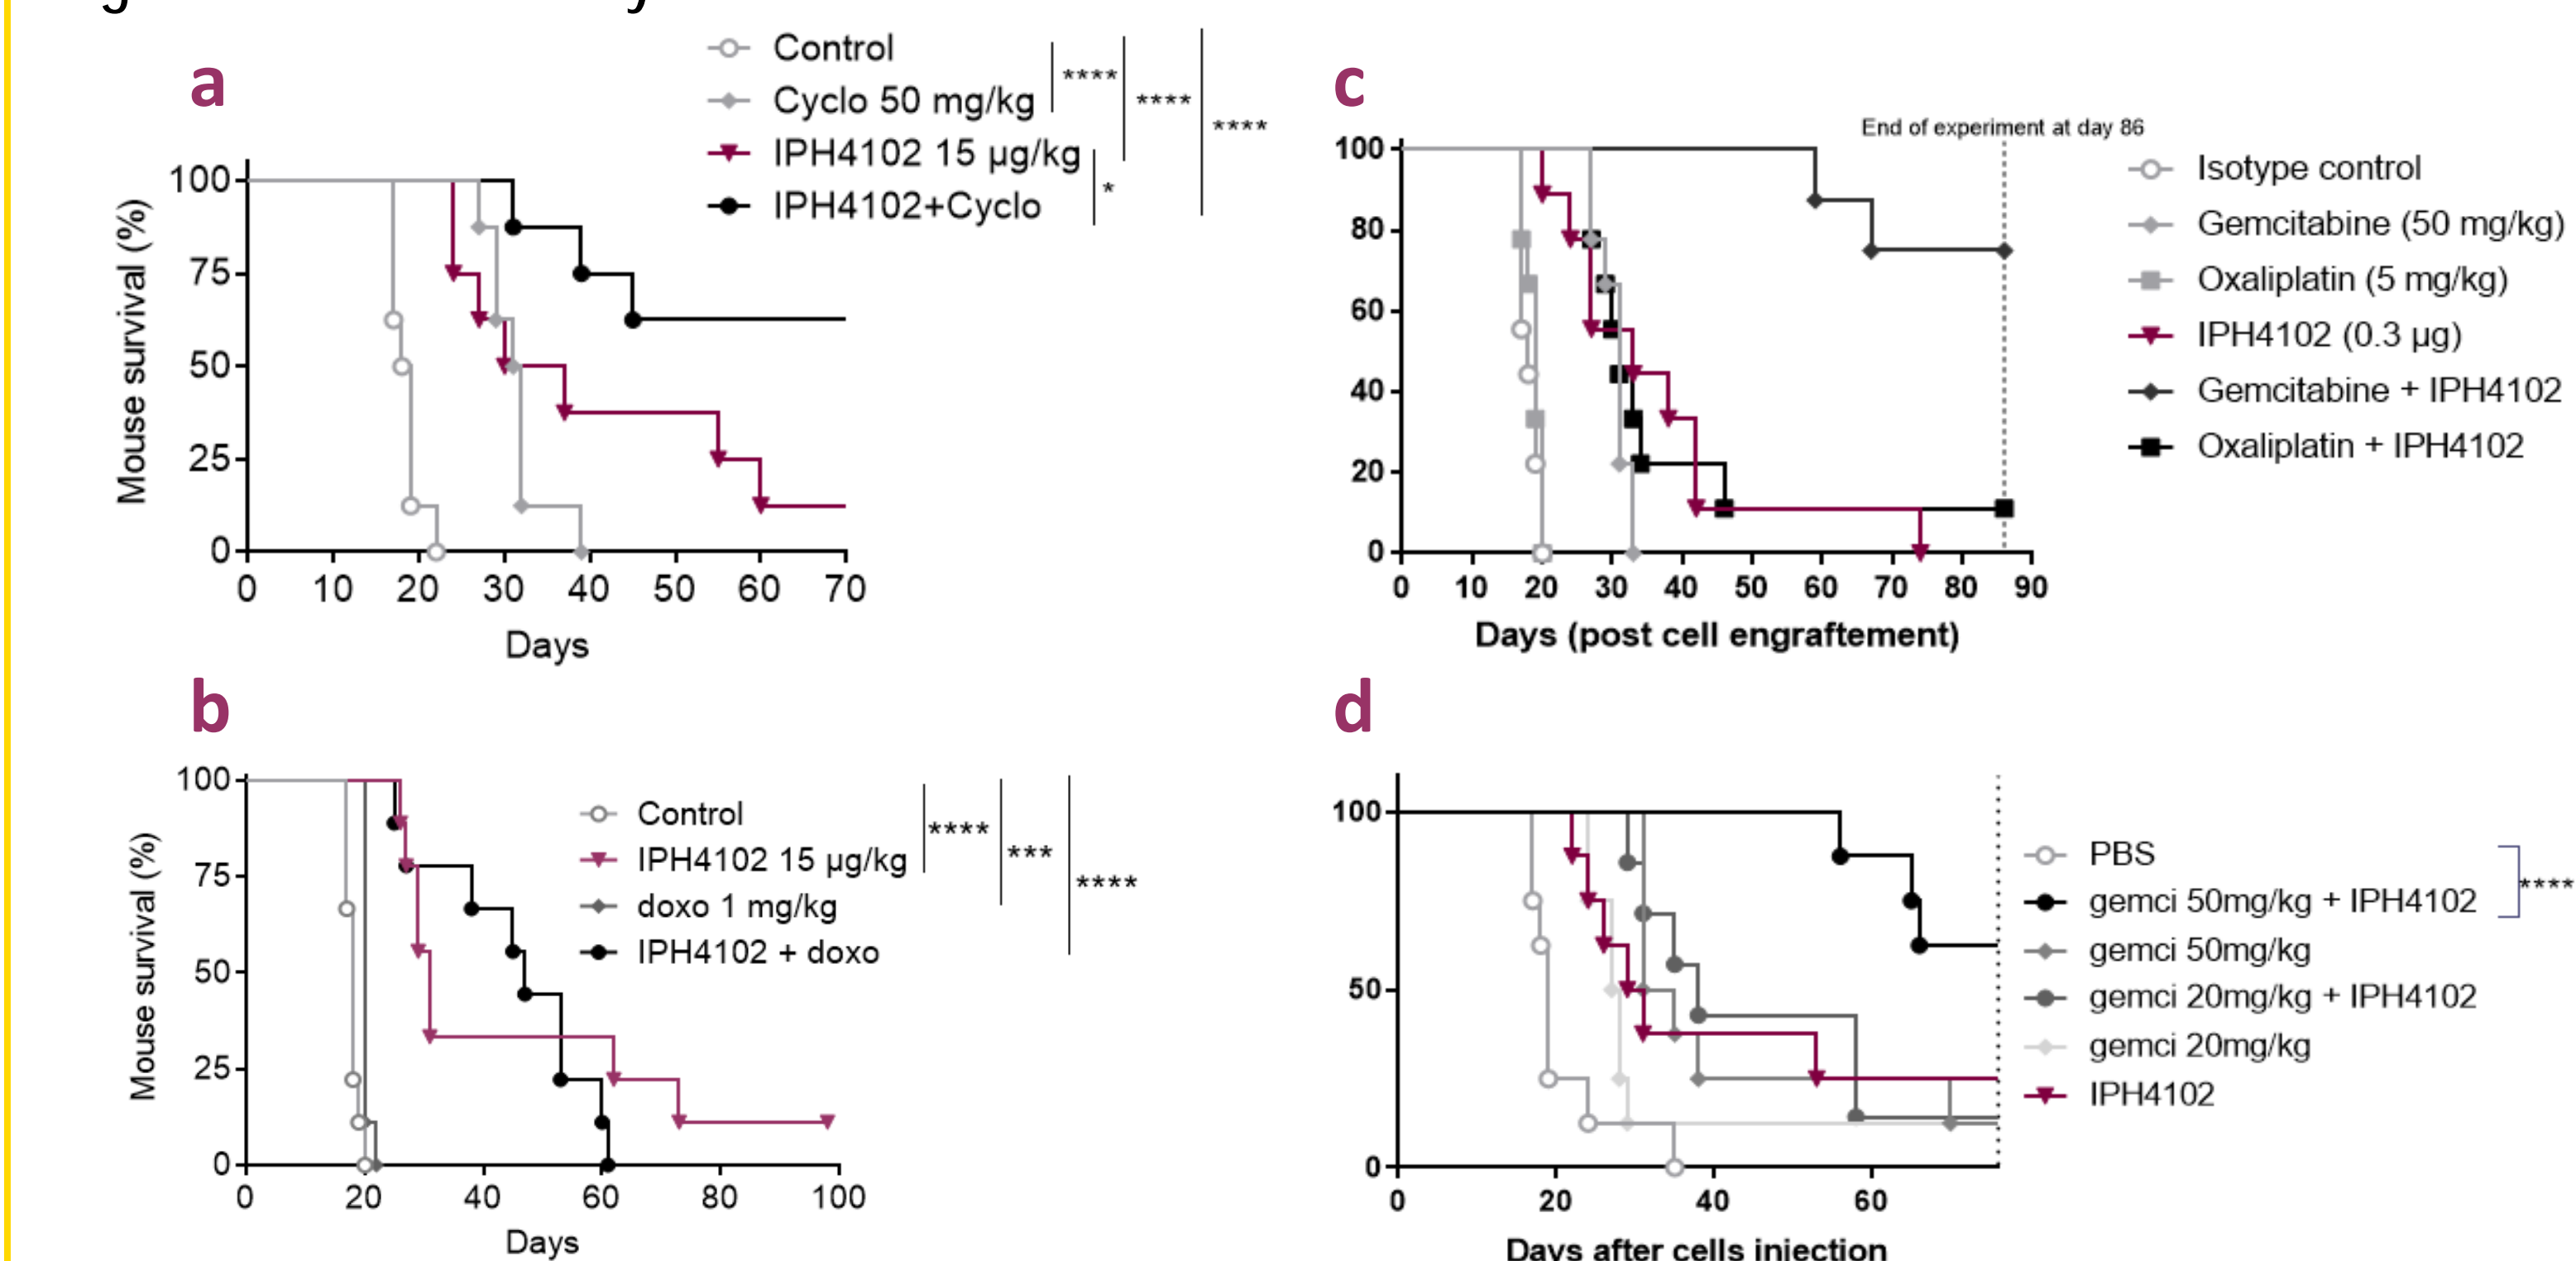 a
Control
Cyclo 50 mg/kg
IPH4102 15 µg/kg
IPH4102+Cyclo
****
****
****
*
Mouse survival (%)
100
75
50
25
0
0 10 20 30 40 50 60 70
Days
b
Control
IPH4102 15 µg/kg
doxo 1 mg/kg
IPH4102 + doxo
****
***
****
Mouse survival (%)
100
75
50
25
0
0 20 40 60 80 100
Days
c
End of experiment at day 86
Isotype control
Gemcitabine (50 mg/kg)
Oxaliplatin (5 mg/kg)
IPH4102 (0.3 µg)
Gemcitabine + IPH4102
Oxaliplatin + IPH4102
100
80
60
40
20
0
0 10 20 30 40 50 60 70 80 90
Days (post cell engraftement)
d
PBS
gemci 50mg/kg + IPH4102
gemci 50mg/kg
gemci 20mg/kg + IPH4102
gemci 20mg/kg
IPH4102
****
100
50
0
0 20 40 60
Days after cells injection